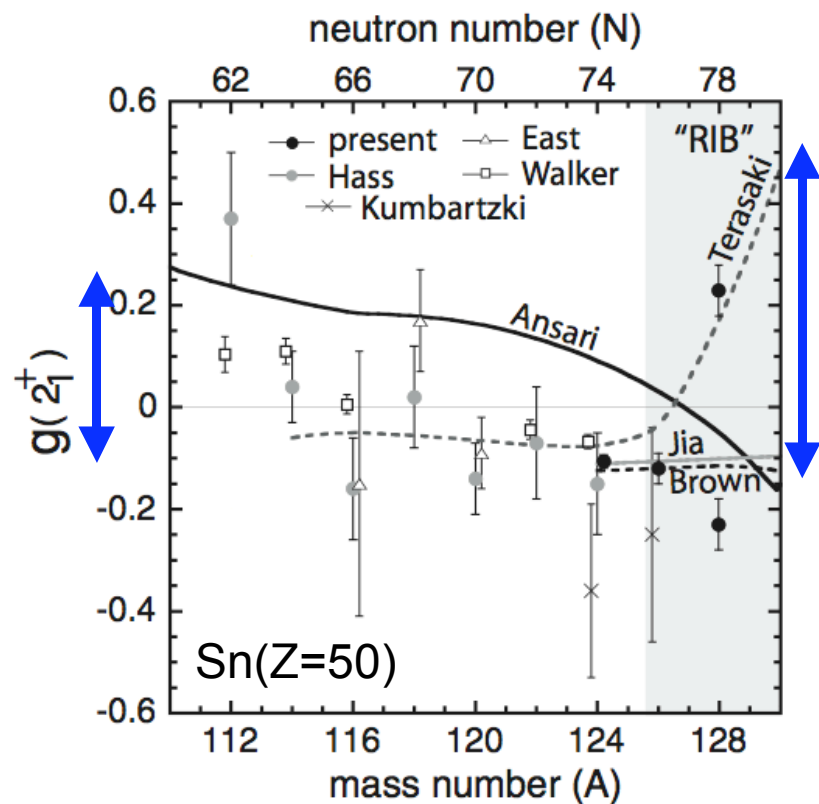 neutron number (N)
62 66 70 74 78
0.6
0.4
0.2
0
-0.2
-0.4
-0.6
g(2₁⁺)
present East
Hass Walker
Kumbartzki
"RIB"
Terasaki
Ansari
Jia
Brown
Sn(Z=50)
112 116 120 124 128
mass number (A)